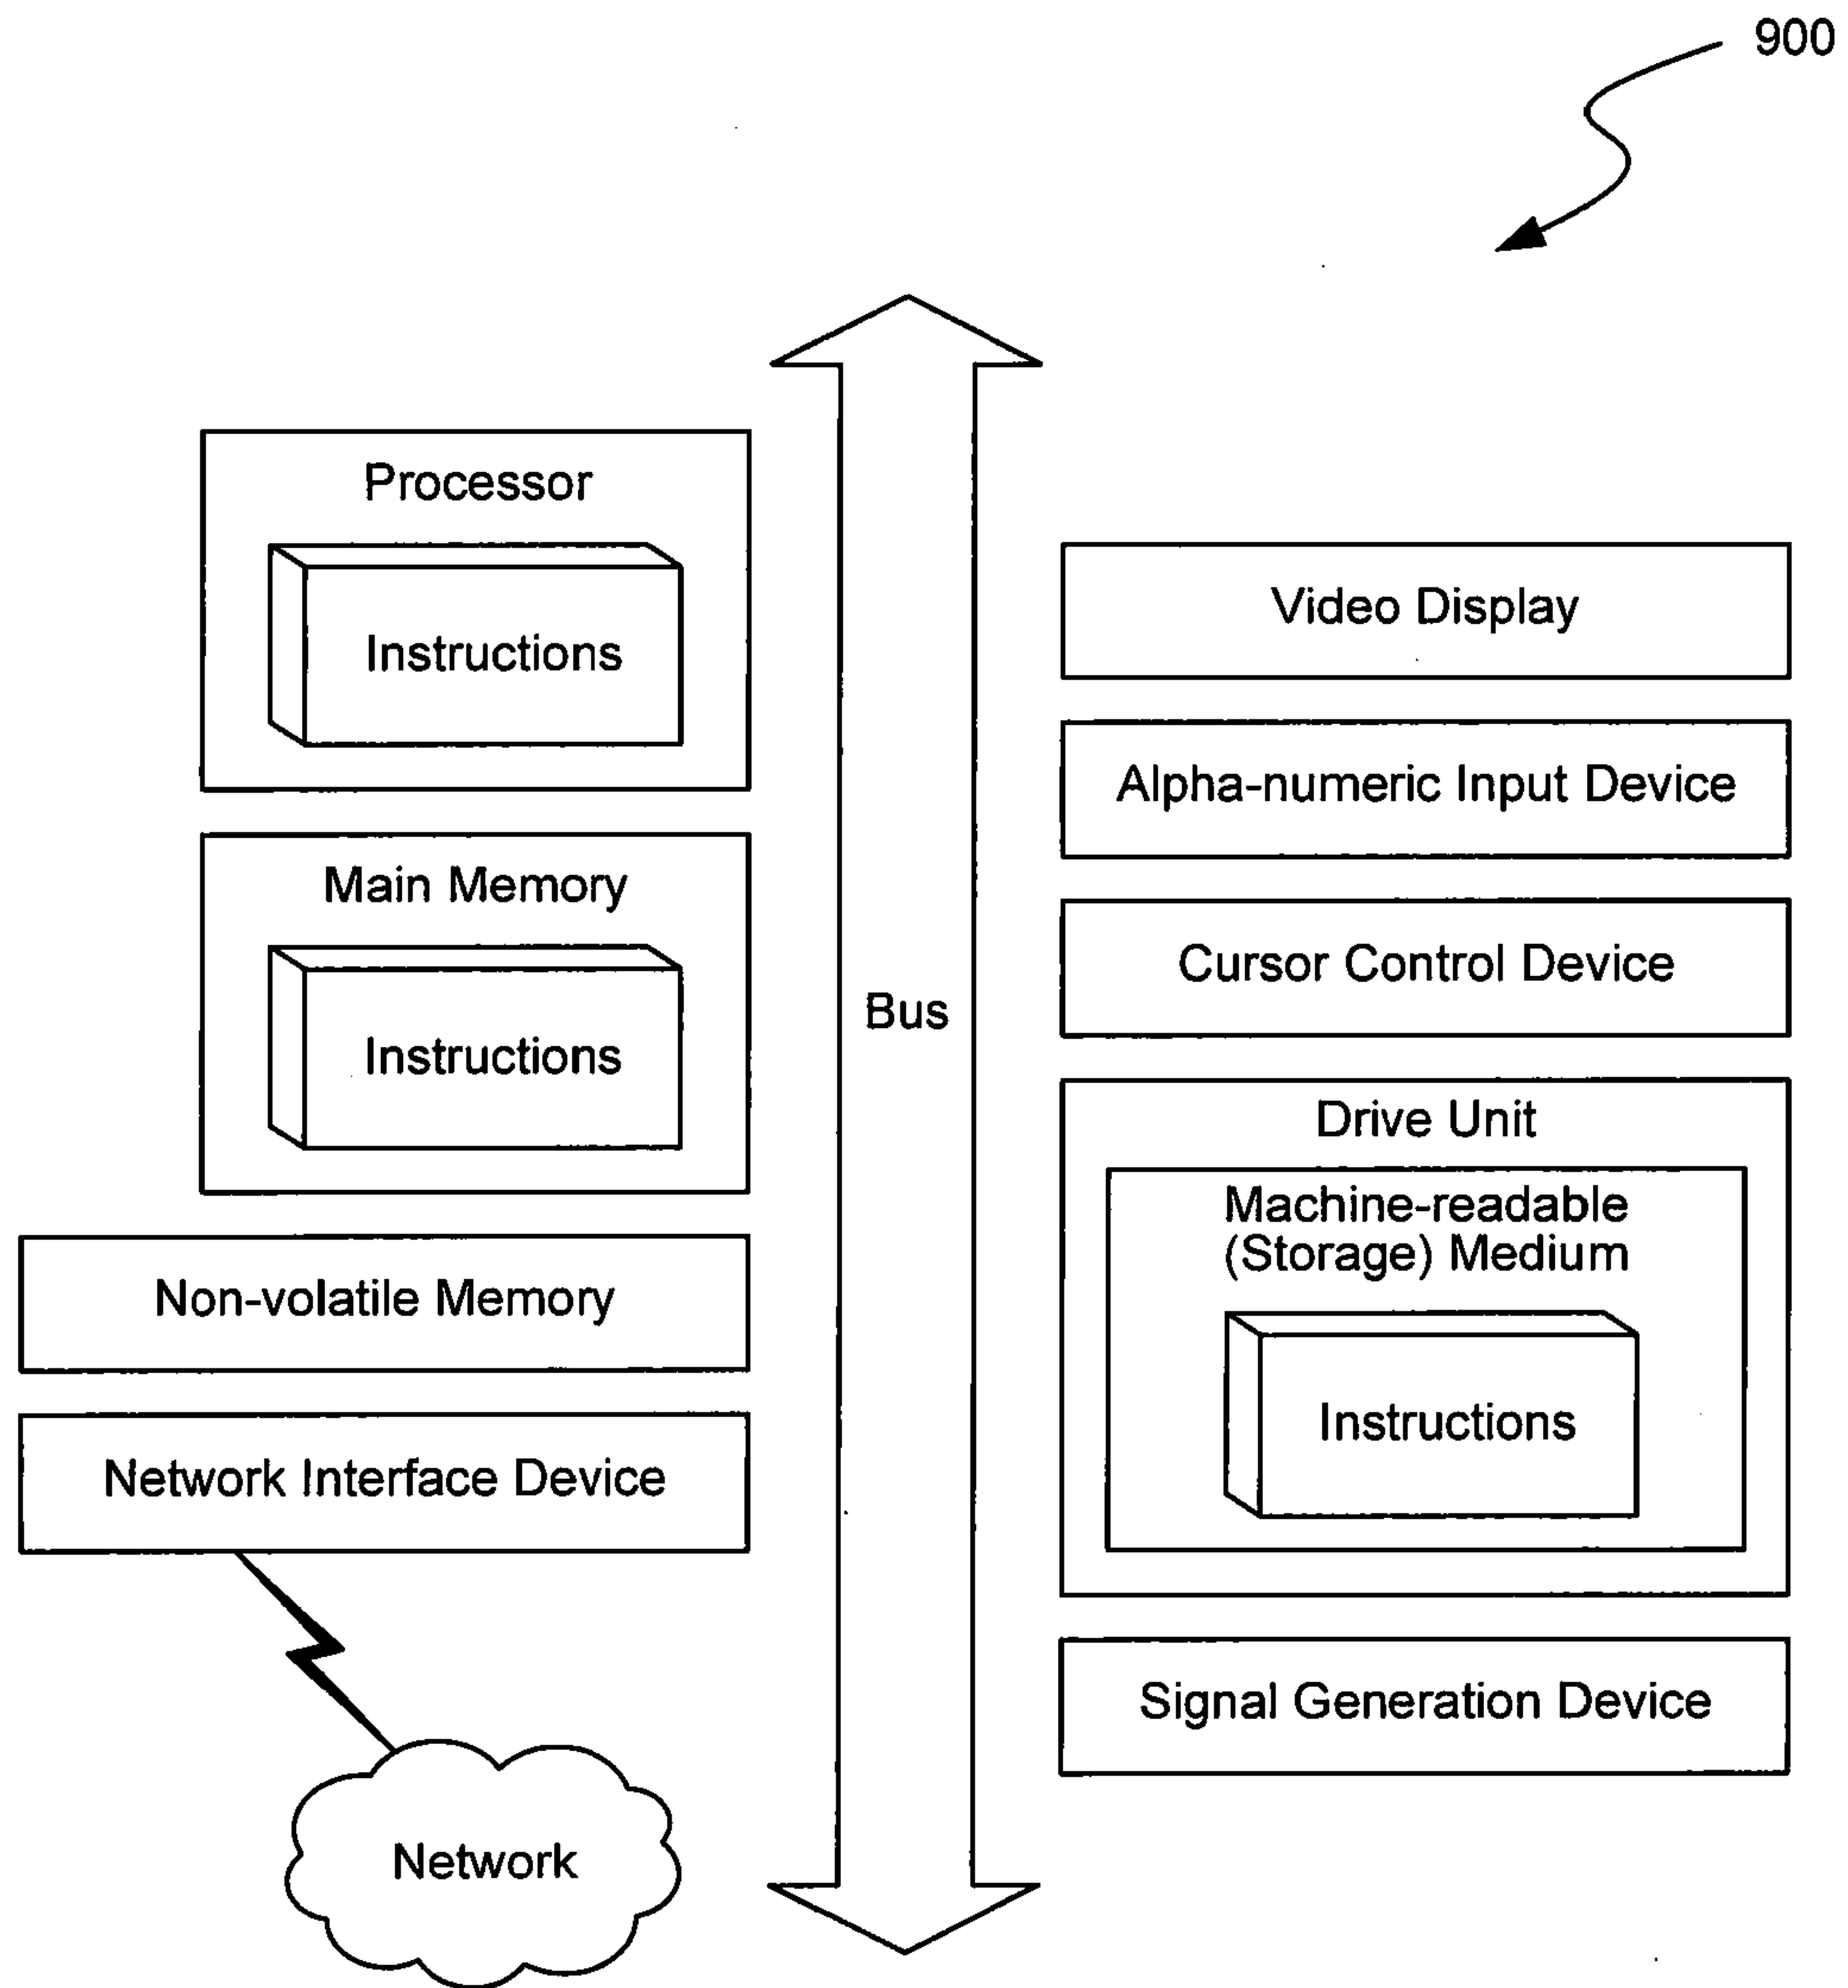 900
Processor
Instructions
Main Memory
Instructions
Non-volatile Memory
Network Interface Device
Network
Bus
Video Display
Alpha-numeric Input Device
Cursor Control Device
Drive Unit
Machine-readable
(Storage) Medium
Instructions
Signal Generation Device